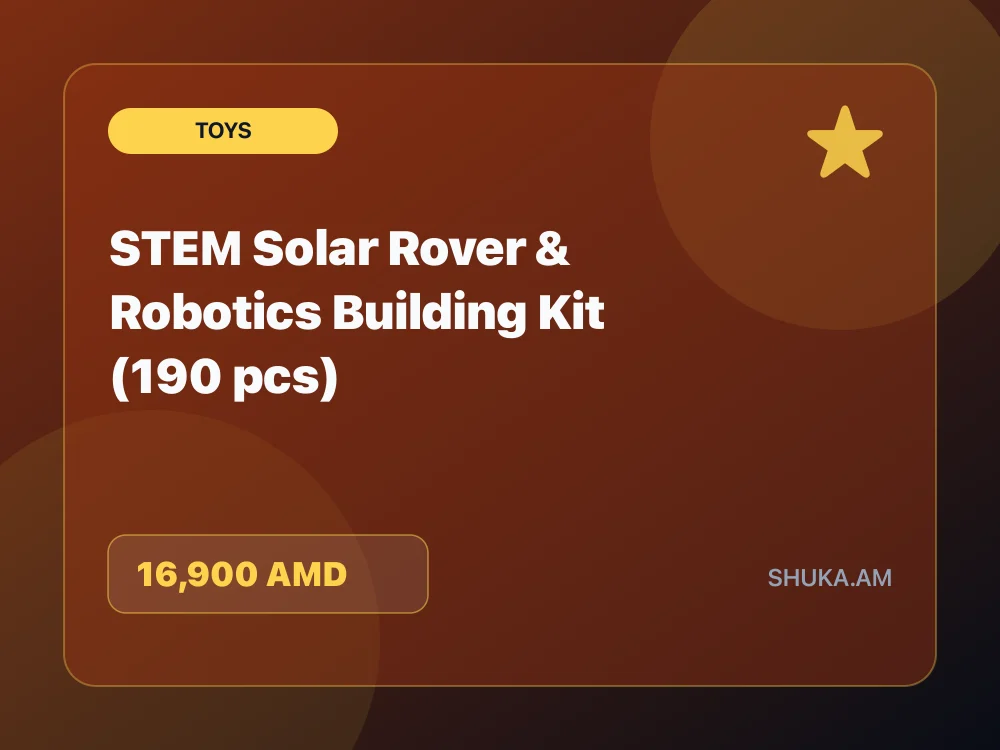 TOYS
STEM Solar Rover &
Robotics Building Kit
(190 pcs)
16,900 AMD
SHUKA.AM